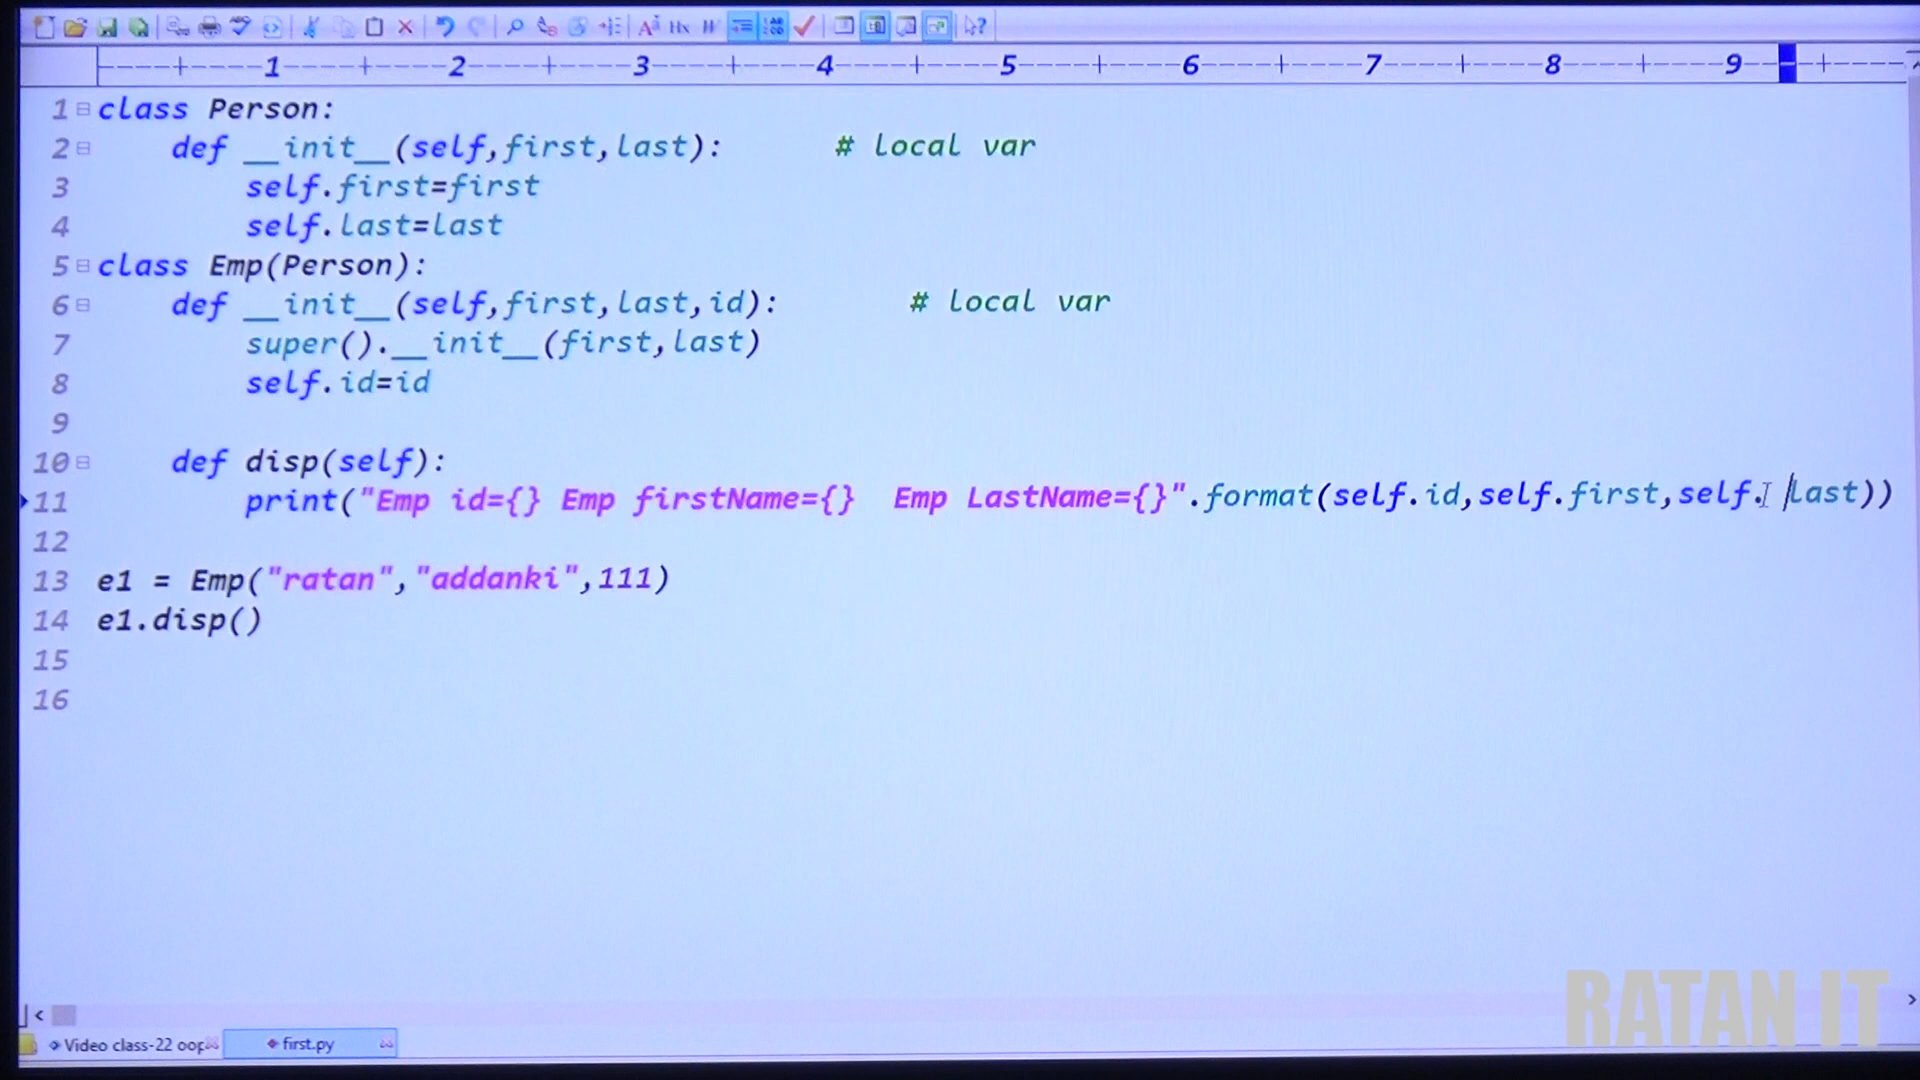 1 2 3 4 5 6 7 8 9
1 class Person:
2 def __init__(self,first,last): # local var
3 self.first=first
4 self.last=last
5 class Emp(Person):
6 def __init__(self,first,last,id): # local var
7 super().__init__(first,last)
8 self.id=id
9
10 def disp(self):
11 print("Emp id={} Emp firstName={}  Emp LastName={}".format(self.id,self.first,self. last))
12
13 e1 = Emp("ratan","addanki",111)
14 e1.disp()
15
16
RATAN IT
Video class-22 oop
first.py